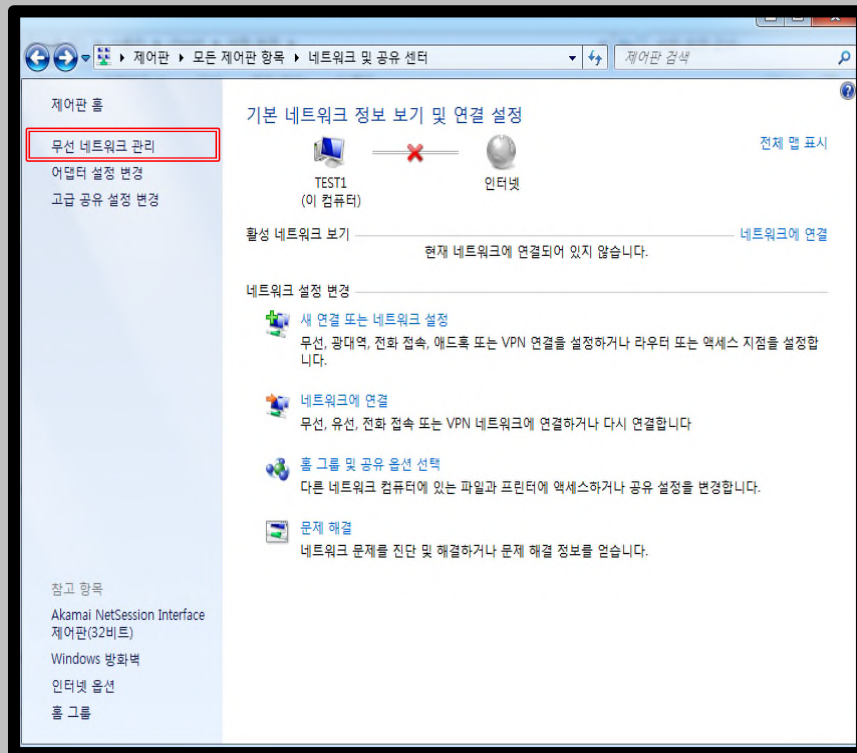 제어판 ▸ 모든 제어판 항목 ▸ 네트워크 및 공유 센터
제어판 검색
제어판 홈
무선 네트워크 관리
어댑터 설정 변경
고급 공유 설정 변경
기본 네트워크 정보 보기 및 연결 설정
전체 맵 표시
TEST1
(이 컴퓨터)
인터넷
활성 네트워크 보기
네트워크에 연결
현재 네트워크에 연결되어 있지 않습니다.
네트워크 설정 변경
새 연결 또는 네트워크 설정
무선, 광대역, 전화 접속, 애드혹 또는 VPN 연결을 설정하거나 라우터 또는 액세스 지점을 설정합
니다.
네트워크에 연결
무선, 유선, 전화 접속 또는 VPN 네트워크에 연결하거나 다시 연결합니다
홈 그룹 및 공유 옵션 선택
다른 네트워크 컴퓨터에 있는 파일과 프린터에 액세스하거나 공유 설정을 변경합니다.
문제 해결
네트워크 문제를 진단 및 해결하거나 문제 해결 정보를 얻습니다.
참고 항목
Akamai NetSession Interface
제어판(32비트)
Windows 방화벽
인터넷 옵션
홈 그룹